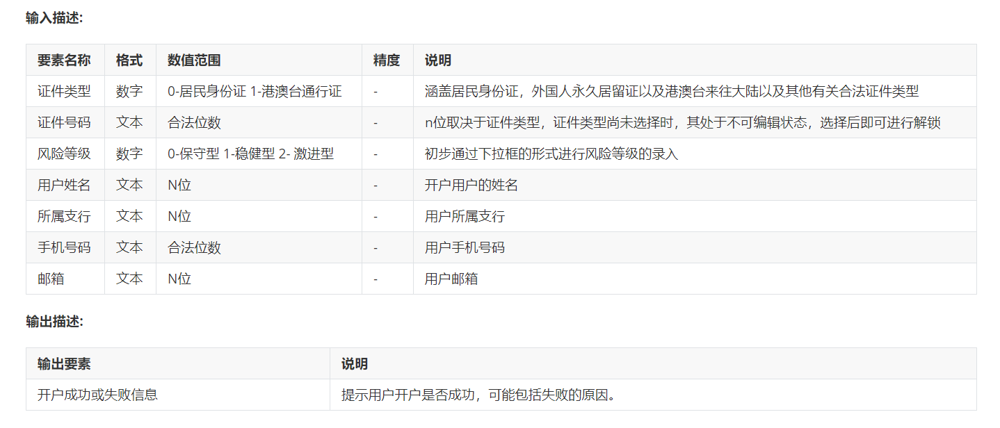 输入描述:
要素名称 格式 数值范围 精度 说明
证件类型 数字 0-居民身份证 1-港澳台通行证 - 涵盖居民身份证，外国人永久居留证以及港澳台来往大陆以及其他有关合法证件类型
证件号码 文本 合法位数 - n位取决于证件类型，证件类型尚未选择时，其处于不可编辑状态，选择后即可进行解锁
风险等级 数字 0-保守型 1-稳健型 2- 激进型 - 初步通过下拉框的形式进行风险等级的录入
用户姓名 文本 N位 - 开户用户的姓名
所属支行 文本 N位 - 用户所属支行
手机号码 文本 合法位数 - 用户手机号码
邮箱 文本 N位 - 用户邮箱
输出描述:
输出要素 说明
开户成功或失败信息 提示用户开户是否成功，可能包括失败的原因。